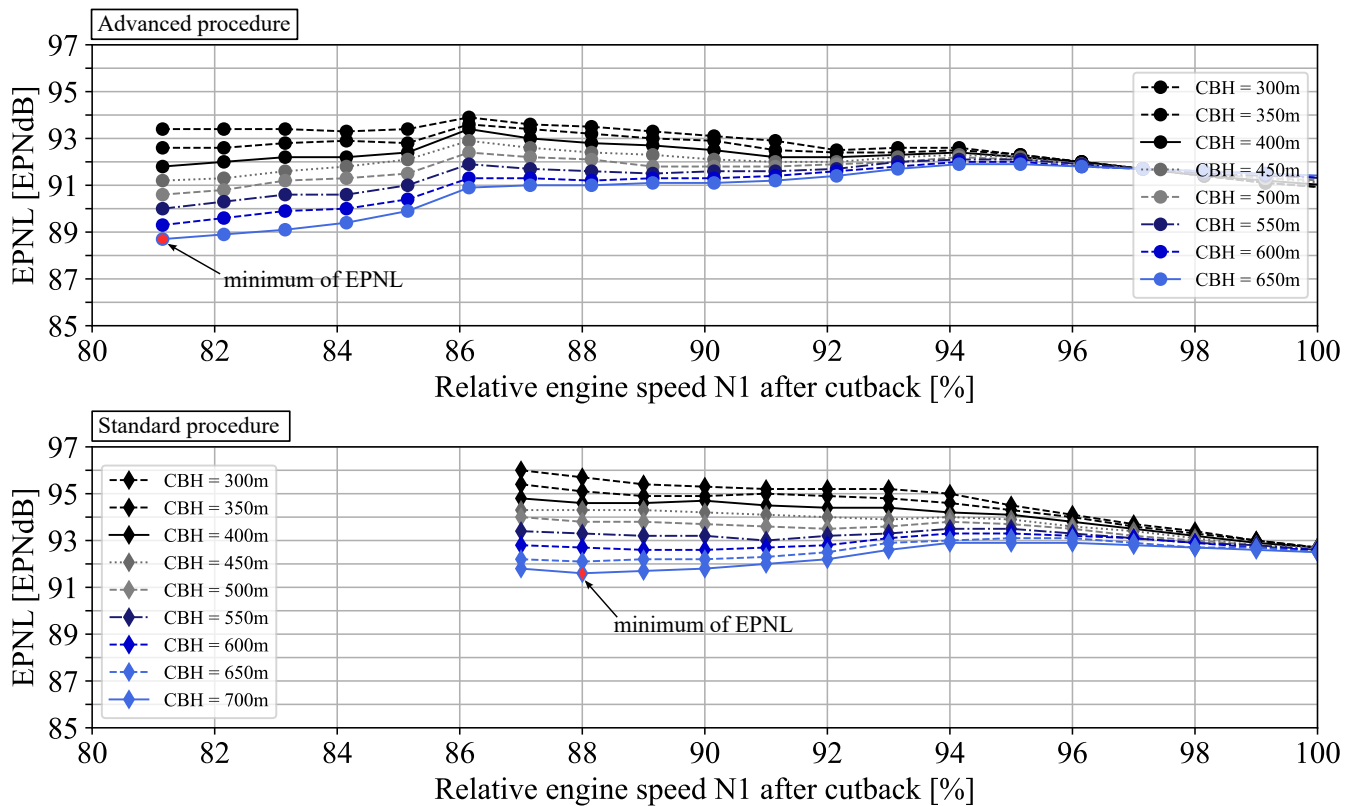 Advanced procedure
EPNL [EPNdB]
97
95
93
91
89
87
85
CBH = 300m
CBH = 350m
CBH = 400m
CBH = 450m
CBH = 500m
CBH = 550m
CBH = 600m
CBH = 650m
minimum of EPNL
80 82 84 86 88 90 92 94 96 98 100
Relative engine speed N1 after cutback [%]
Standard procedure
EPNL [EPNdB]
97
95
93
91
89
87
85
CBH = 300m
CBH = 350m
CBH = 400m
CBH = 450m
CBH = 500m
CBH = 550m
CBH = 600m
CBH = 650m
CBH = 700m
minimum of EPNL
80 82 84 86 88 90 92 94 96 98 100
Relative engine speed N1 after cutback [%]